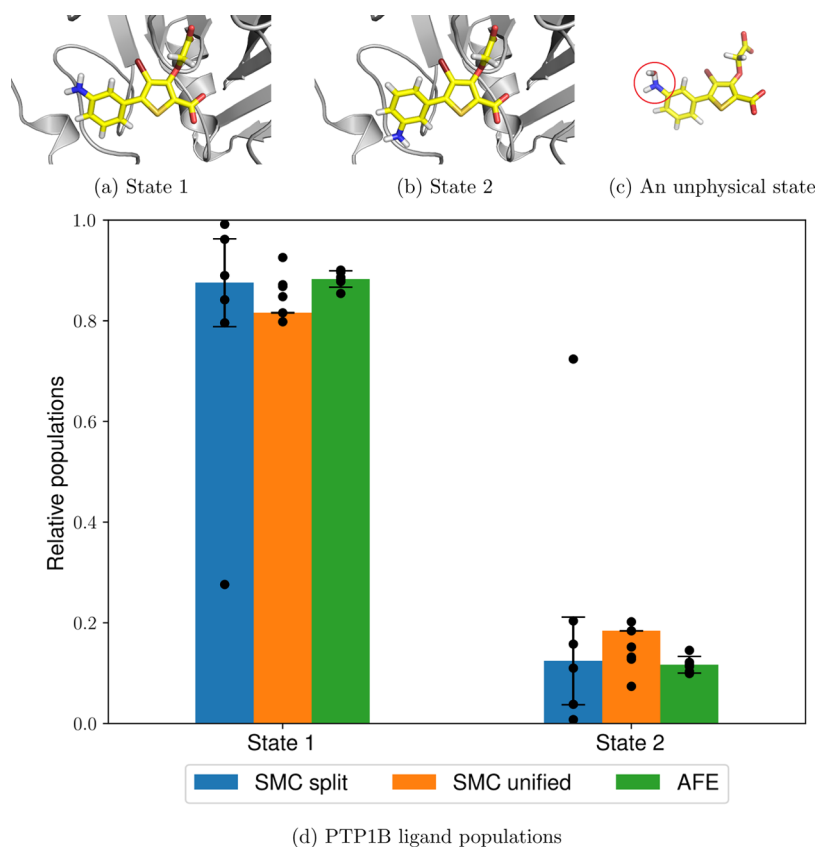 (a) State 1
(b) State 2
(c) An unphysical state
Relative populations
1.0
0.8
0.6
0.4
0.2
0.0
State 1
State 2
SMC split
SMC unified
AFE
(d) PTP1B ligand populations